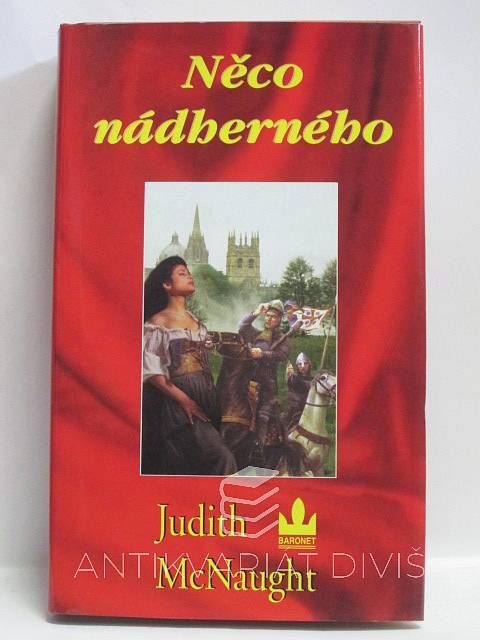 Něco
nádherného
Judith
BARONET
McNaught
ANTIKVARIÁT DIVIŠ